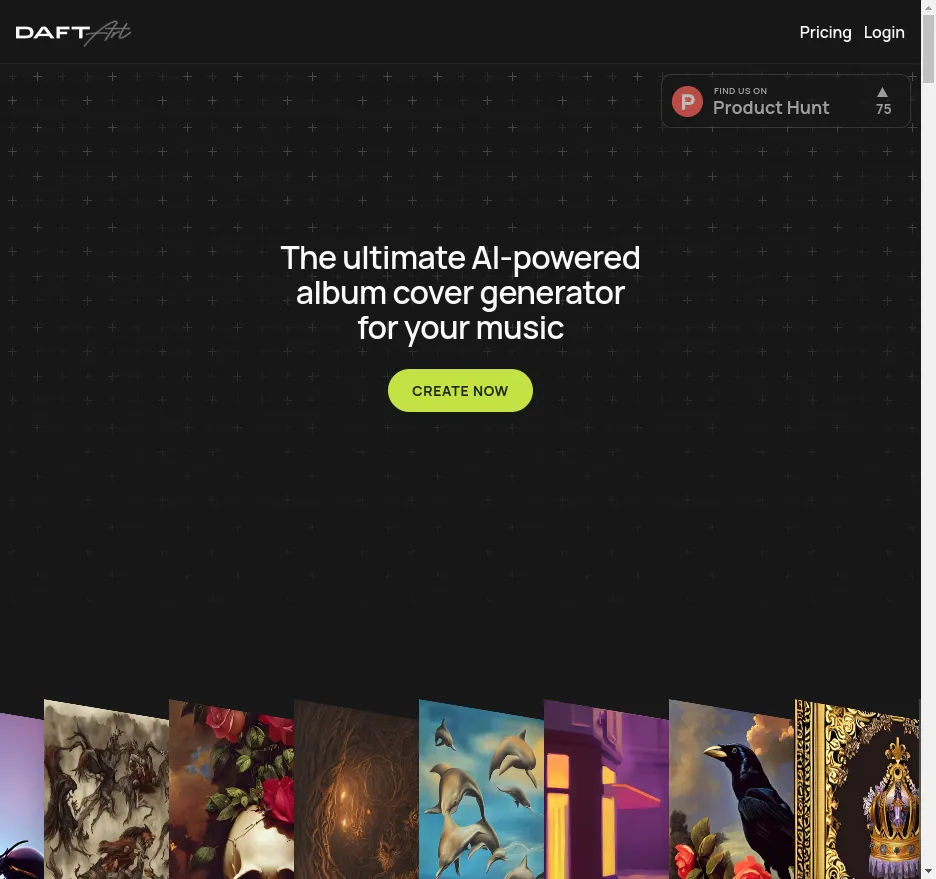 DAFT Art
Pricing Login
FIND US ON
Product Hunt
75
P
The ultimate AI-powered
album cover generator
for your music
CREATE NOW